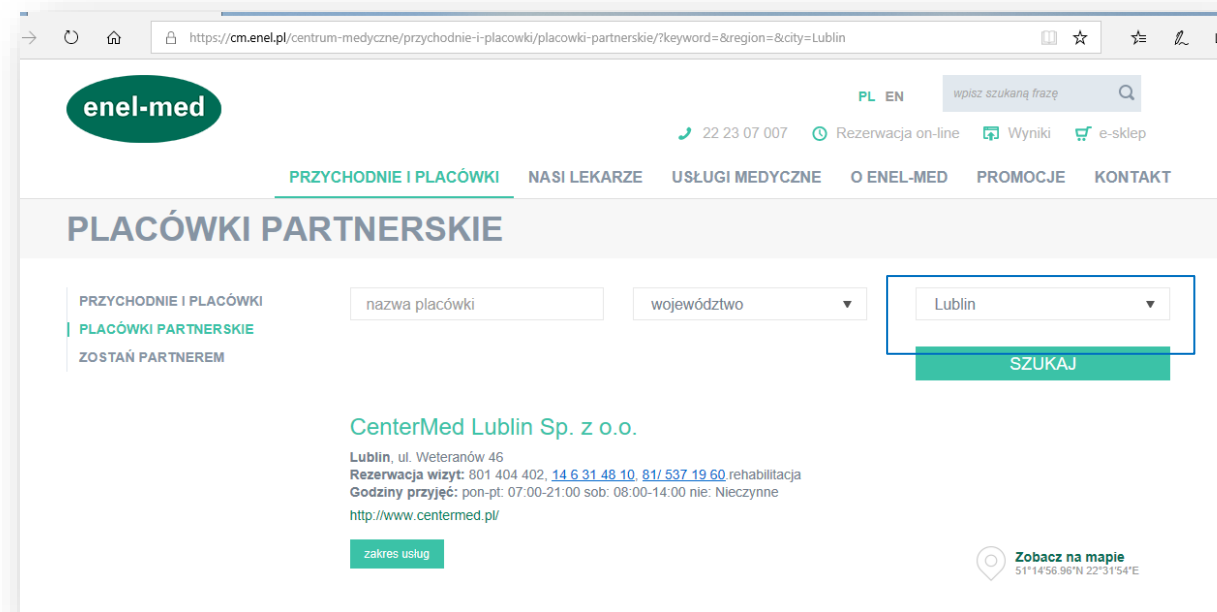 https://cm.enel.pl/centrum-medyczne/przychodnie-i-placowki/placowki-partnerskie/?keyword=&region=&city=Lublin
enel-med
PL EN
wpisz szukaną frazę
22 23 07 007 Rezerwacja on-line Wyniki e-sklep
PRZYCHODNIE I PLACÓWKI NASI LEKARZE USŁUGI MEDYCZNE O ENEL-MED PROMOCJE KONTAKT
PLACÓWKI PARTNERSKIE
PRZYCHODNIE I PLACÓWKI
PLACÓWKI PARTNERSKIE
ZOSTAŃ PARTNEREM
nazwa placówki województwo Lublin
SZUKAJ
CenterMed Lublin Sp. z o.o.
Lublin, ul. Weteranów 46
Rezerwacja wizyt: 801 404 402, 14 6 31 48 10, 81/ 537 19 60 rehabilitacja
Godziny przyjęć: pon-pt: 07:00-21:00 sob: 08:00-14:00 nie: Nieczynne
http://www.centermed.pl/
zakres usług
Zobacz na mapie
51°14'56.96"N 22°31'54"E